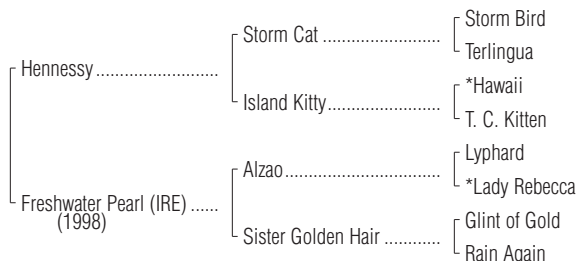 Storm Bird
Storm Cat ........................
Terlingua
Hennessy ..........................
*Hawaii
Island Kitty .......................
T. C. Kitten
Lyphard
Alzao ................................
*Lady Rebecca
Freshwater Pearl (IRE) ......
(1998)
Glint of Gold
Sister Golden Hair ............
Rain Again